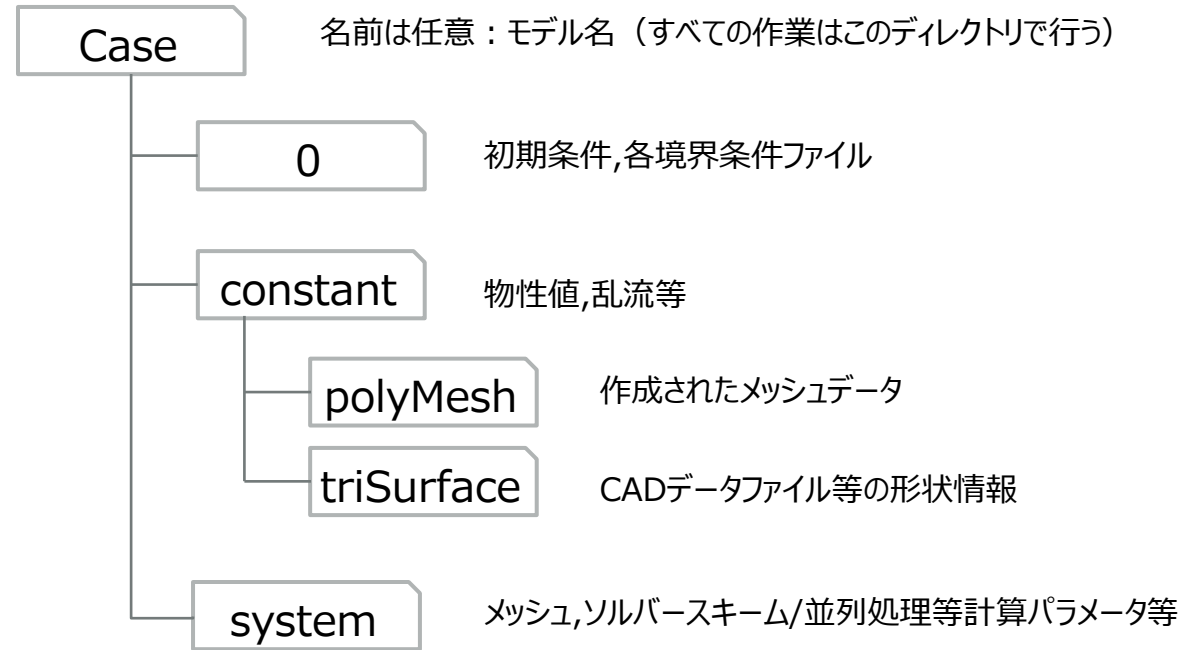 Case
名前は任意：モデル名（すべての作業はこのディレクトリで行う）
0
初期条件,各境界条件ファイル
constant
物性値,乱流等
polyMesh
作成されたメッシュデータ
triSurface
CADデータファイル等の形状情報
system
メッシュ,ソルバースキーム/並列処理等計算パラメータ等